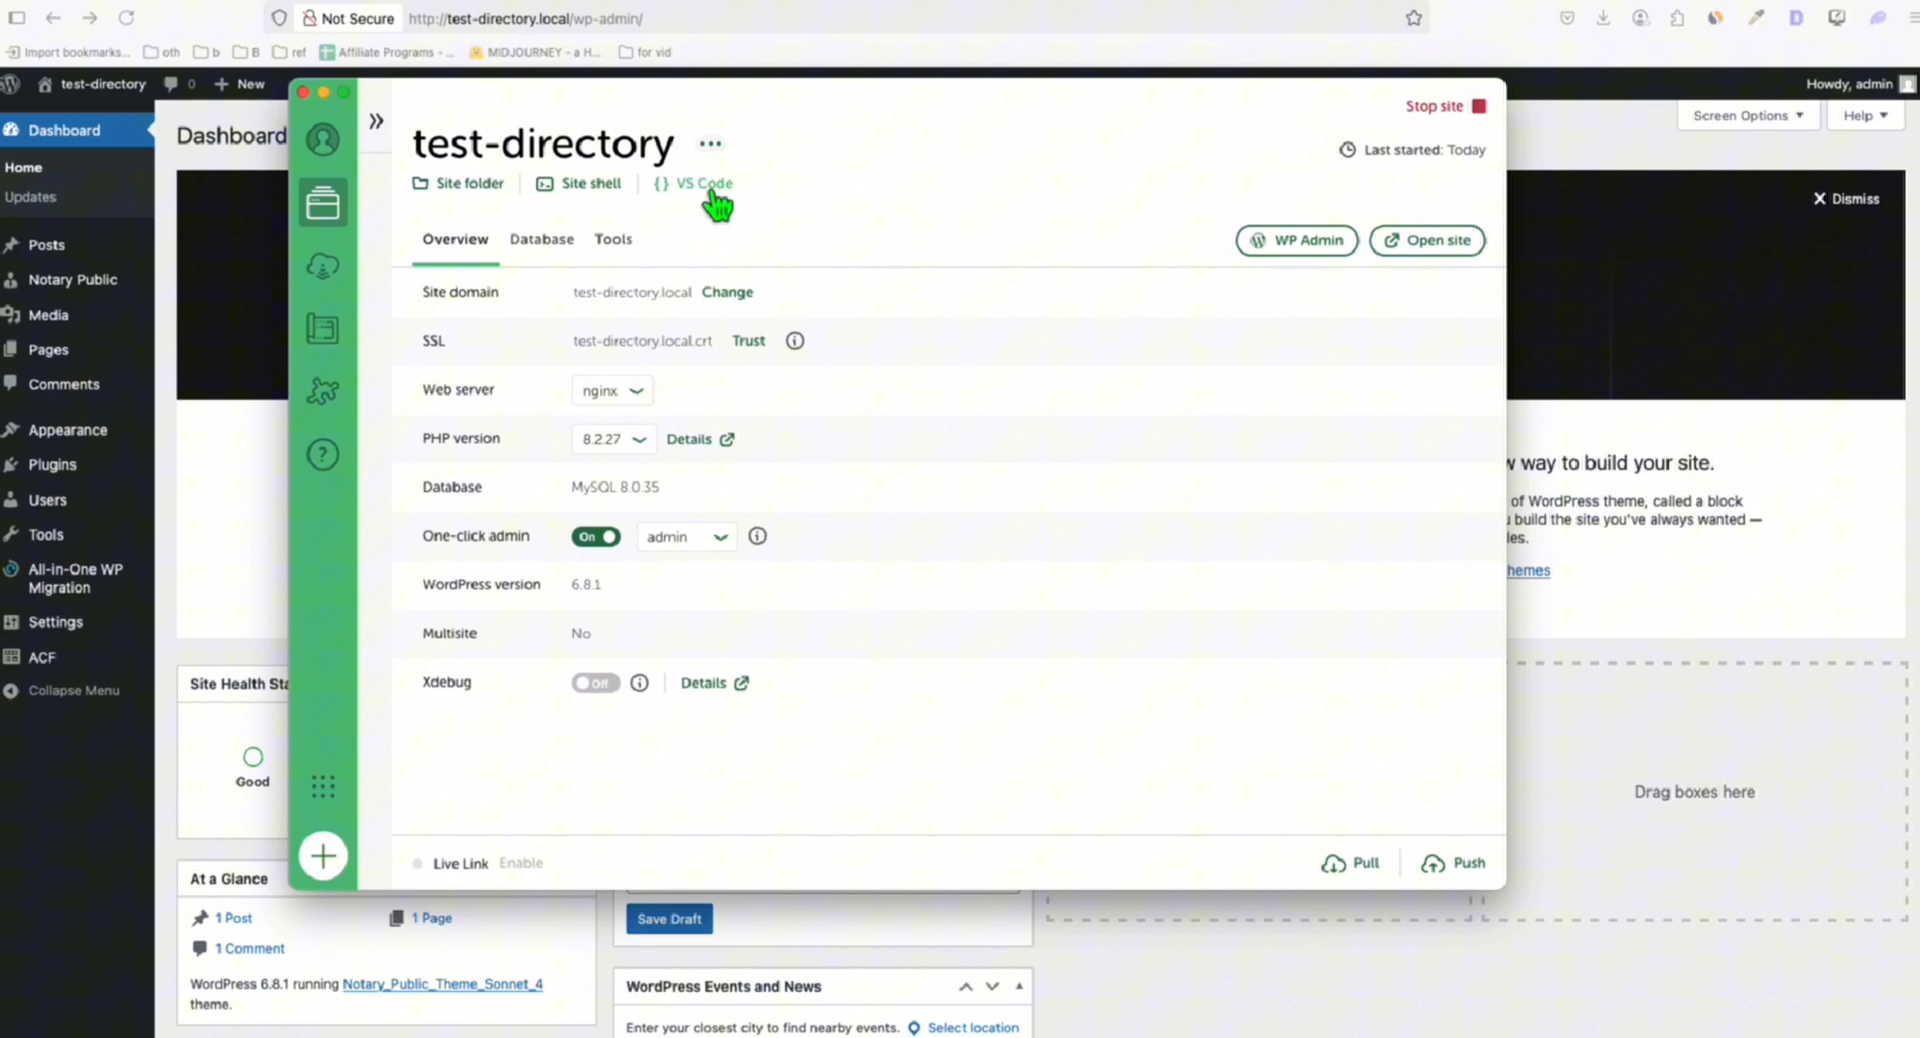 Not Secure
http://test-directory.local/wp-admin/
Import bookmarks...
oth
b
B
ref
Affiliate Programs - ...
MIDJOURNEY - a H...
for vid
test-directory
0
New
Howdy, admin
Dashboard
Home
Updates
Posts
Notary Public
Media
Pages
Comments
Appearance
Plugins
Users
Tools
All-in-One WP
Migration
Settings
ACF
Collapse Menu
Dashboard
Screen Options
Help
Dismiss
Stop site
test-directory
Last started: Today
Site folder
Site shell
VS Code
Overview
Database
Tools
WP Admin
Open site
Site domain
test-directory.local
Change
SSL
test-directory.local.crt
Trust
Web server
nginx
PHP version
8.2.27
Details
Database
MySQL 8.0.35
One-click admin
On
admin
WordPress version
6.8.1
Multisite
No
Xdebug
Off
Details
Live Link
Enable
Pull
Push
way to build your site.
of WordPress theme, called a block
build the site you've always wanted —
Site Health
Good
At a Glance
1 Post
1 Page
1 Comment
WordPress 6.8.1 running Notary_Public_Theme_Sonnet_4
theme.
Save Draft
WordPress Events and News
Enter your closest city to find nearby events.
Select location
Drag boxes here